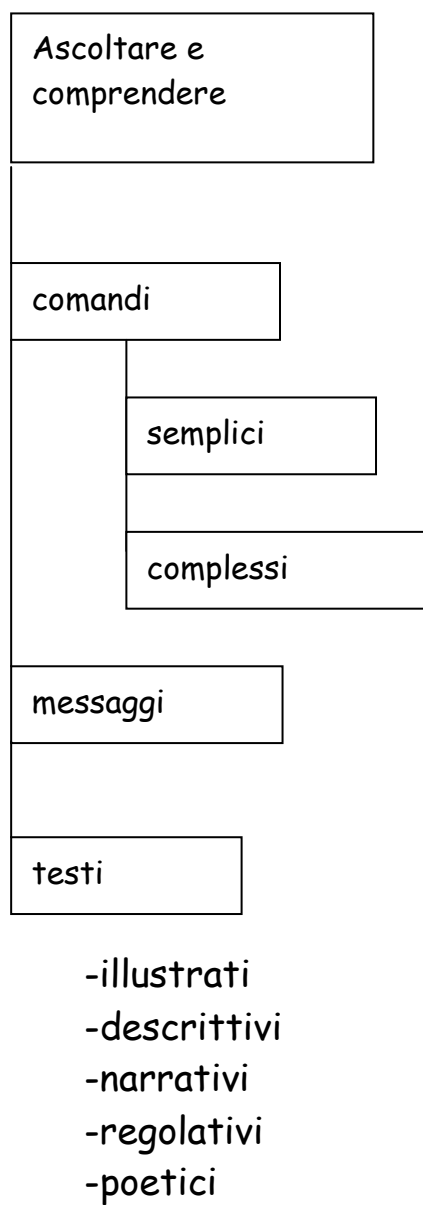 Ascoltare e
comprendere
comandi
semplici
complessi
messaggi
testi
-illustrati
-descrittivi
-narrativi
-regolativi
-poetici